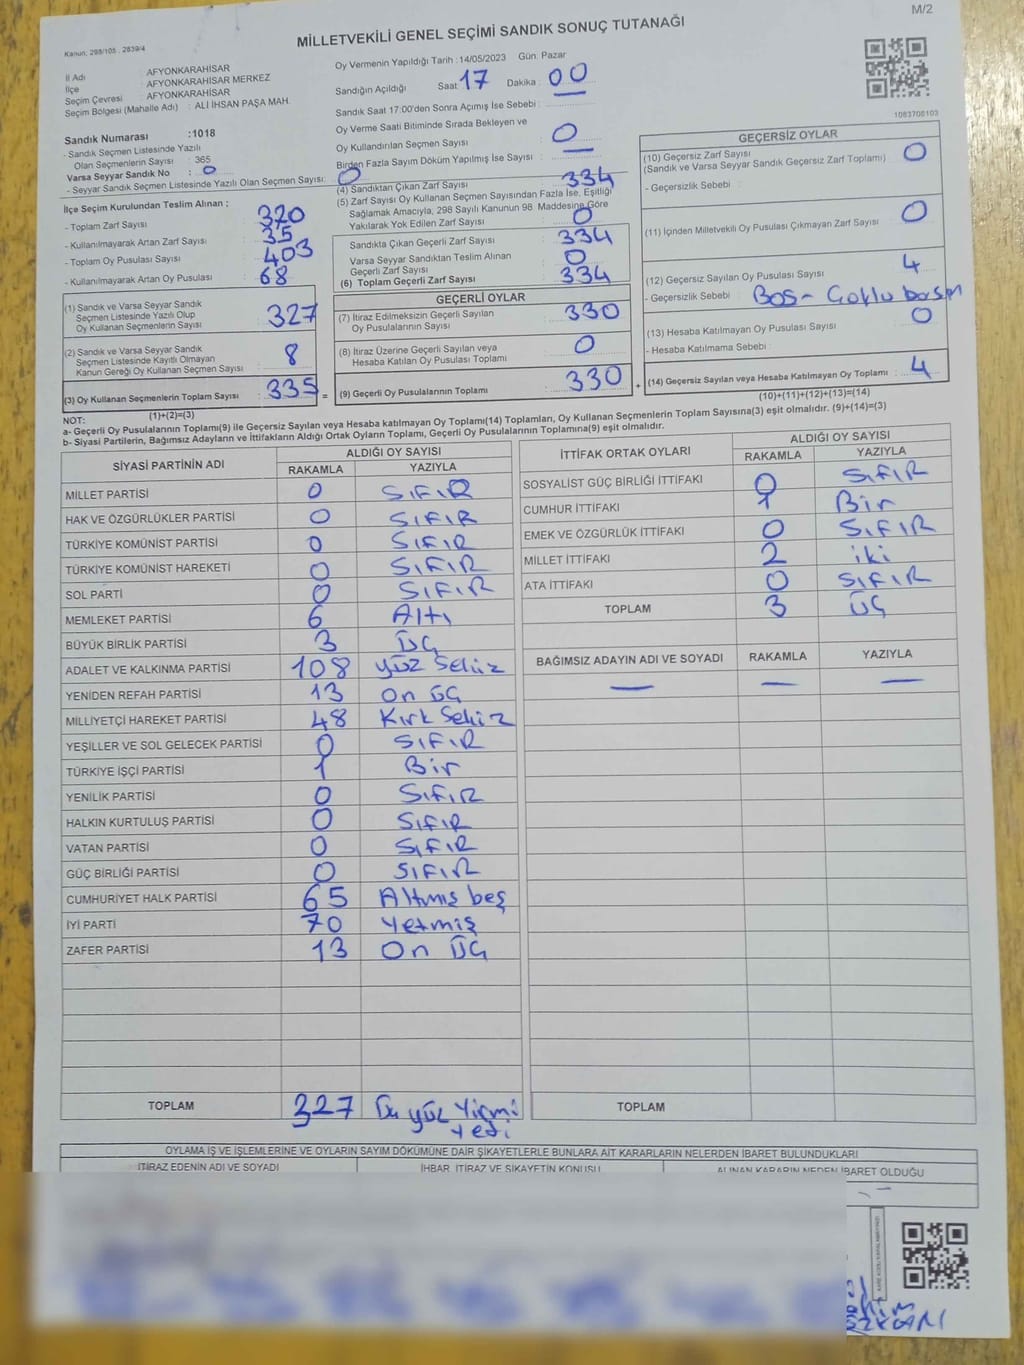 M/2
Kanun, 298/105 . 2839/4
MİLLETVEKİLİ GENEL SEÇİMİ SANDIK SONUÇ TUTANAĞI
İl Adı : AFYONKARAHİSAR
İlçe : AFYONKARAHİSAR MERKEZ
Seçim Çevresi : AFYONKARAHİSAR
Seçim Bölgesi (Mahalle Adı) : ALİ İHSAN PAŞA MAH.
Sandık Numarası :1018
- Sandık Seçmen Listesinde Yazılı
Olan Seçmenlerin Sayısı : 365
Varsa Seyyar Sandık No : 0
- Seyyar Sandık Seçmen Listesinde Yazılı Olan Seçmen Sayısı: 0
İlçe Seçim Kurulundan Teslim Alınan ;
- Toplam Zarf Sayısı : 370
- Kullanılmayarak Artan Zarf Sayısı : 35
- Toplam Oy Pusulası Sayısı : 403
- Kullanılmayarak Artan Oy Pusulası : 68
(1) Sandık ve Varsa Seyyar Sandık
Seçmen Listesinde Yazılı Olup
Oy Kullanan Seçmenlerin Sayısı : 327
(2) Sandık ve Varsa Seyyar Sandık
Seçmen Listesinde Kayıtlı Olmayan
Kanun Gereği Oy Kullanan Seçmen Sayısı : 8
(3) Oy Kullanan Seçmenlerin Toplam Sayısı : 335 =
(1)+(2)=(3)
Oy Vermenin Yapıldığı Tarih : 14/05/2023 Gün: Pazar
Sandığın Açıldığı Saat 17 Dakika : 00
Sandık Saat 17:00'den Sonra Açımış İse Sebebi :
Oy Verme Saati Bitiminde Sırada Bekleyen ve
Oy Kullandırılan Seçmen Sayısı : 0
Birden Fazla Sayım Döküm Yapılmış İse Sayısı :
(4) Sandıktan Çıkan Zarf Sayısı : 334
(5) Zarf Sayısı Oy Kullanan Seçmen Sayısından Fazla İse, Eşitliği
Sağlamak Amacıyla, 298 Sayılı Kanunun 98. Maddesine Göre
Yakılarak Yok Edilen Zarf Sayısı : 0
Sandıkta Çıkan Geçerli Zarf Sayısı : 334
Varsa Seyyar Sandıktan Teslim Alınan
Geçerli Zarf Sayısı : 0
(6) Toplam Geçerli Zarf Sayısı : 334
GEÇERLİ OYLAR
(7) İtiraz Edilmeksizin Geçerli Sayılan
Oy Pusulalarının Sayısı : 330
(8) İtiraz Üzerine Geçerli Sayılan veya
Hesaba Katılan Oy Pusulası Toplamı : 0
(9) Geçerli Oy Pusulalarının Toplamı : 330 +
1083708103
GEÇERSİZ OYLAR
(10) Geçersiz Zarf Sayısı
(Sandık ve Varsa Seyyar Sandık Geçersiz Zarf Toplamı) : 0
- Geçersizlik Sebebi :
(11) İçinden Milletvekili Oy Pusulası Çıkmayan Zarf Sayısı : 0
(12) Geçersiz Sayılan Oy Pusulası Sayısı : 4
- Geçersizlik Sebebi : Boş - Çoklu basım
(13) Hesaba Katılmayan Oy Pusulası Sayısı : 0
- Hesaba Katılmama Sebebi :
(14) Geçersiz Sayılan veya Hesaba Katılmayan Oy Toplamı : 4
(10)+(11)+(12)+(13)=(14)
NOT:
a- Geçerli Oy Pusulalarının Toplamı(9) ile Geçersiz Sayılan veya Hesaba katılmayan Oy Toplamı(14) Toplamları, Oy Kullanan Seçmenlerin Toplam Sayısına(3) eşit olmalıdır. (9)+(14)=(3)
b- Siyasi Partilerin, Bağımsız Adayların ve İttifakların Aldığı Ortak Oyların Toplamı, Geçerli Oy Pusulalarının Toplamına(9) eşit olmalıdır.
SİYASİ PARTİNİN ADI ALDIĞI OY SAYISI
RAKAMLA YAZIYLA
MİLLET PARTİSİ 0 SIFIR
HAK VE ÖZGÜRLÜKLER PARTİSİ 0 SIFIR
TÜRKİYE KOMÜNİST PARTİSİ 0 SIFIR
TÜRKİYE KOMÜNİST HAREKETİ 0 SIFIR
SOL PARTİ 0 SIFIR
MEMLEKET PARTİSİ 6 Altı
BÜYÜK BİRLİK PARTİSİ 3 Üç
ADALET VE KALKINMA PARTİSİ 108 yüz Sekiz
YENİDEN REFAH PARTİSİ 13 On üç
MİLLİYETÇİ HAREKET PARTİSİ 48 Kırk Sekiz
YEŞİLLER VE SOL GELECEK PARTİSİ 0 SIFIR
TÜRKİYE İŞÇİ PARTİSİ 1 Bir
YENİLİK PARTİSİ 0 SIFIR
HALKIN KURTULUŞ PARTİSİ 0 SIFIR
VATAN PARTİSİ 0 SIFIR
GÜÇ BİRLİĞİ PARTİSİ 0 SIFIR
CUMHURİYET HALK PARTİSİ 65 Altmış beş
İYİ PARTİ 70 Yetmiş
ZAFER PARTİSİ 13 On Üç
TOPLAM 327 Üç yüz Yirmi
Yedi
İTTİFAK ORTAK OYLARI ALDIĞI OY SAYISI
RAKAMLA YAZIYLA
SOSYALİST GÜÇ BİRLİĞİ İTTİFAKI 0 SIFIR
CUMHUR İTTİFAKI 1 Bir
EMEK VE ÖZGÜRLÜK İTTİFAKI 0 SIFIR
MİLLET İTTİFAKI 2 iki
ATA İTTİFAKI 0 SIFIR
TOPLAM 3 ÜÇ
BAĞIMSIZ ADAYIN ADI VE SOYADI RAKAMLA YAZIYLA
— — —
TOPLAM
OYLAMA İŞ VE İŞLEMLERİNE VE OYLARIN SAYIM DÖKÜMÜNE DAİR ŞİKAYETLERLE BUNLARA AİT KARARLARIN NELERDEN İBARET BULUNDUKLARI
İTİRAZ EDENİN ADI VE SOYADI İHBAR, İTİRAZ VE ŞİKAYETİN KONUSU ALINAN KARARIN NEDEN İBARET OLDUĞU